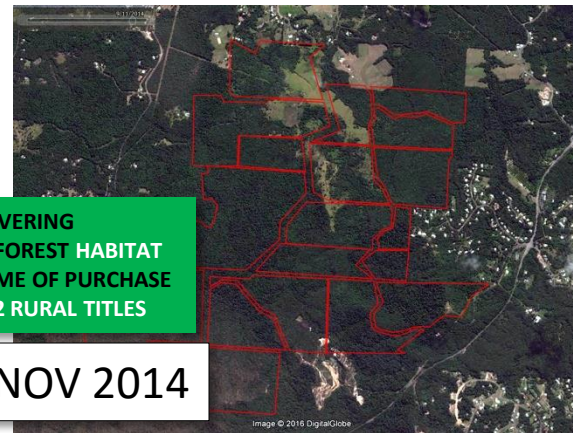 VERING
FOREST HABITAT
ME OF PURCHASE
2 RURAL TITLES
NOV 2014
Image © 2016 DigitalGlobe